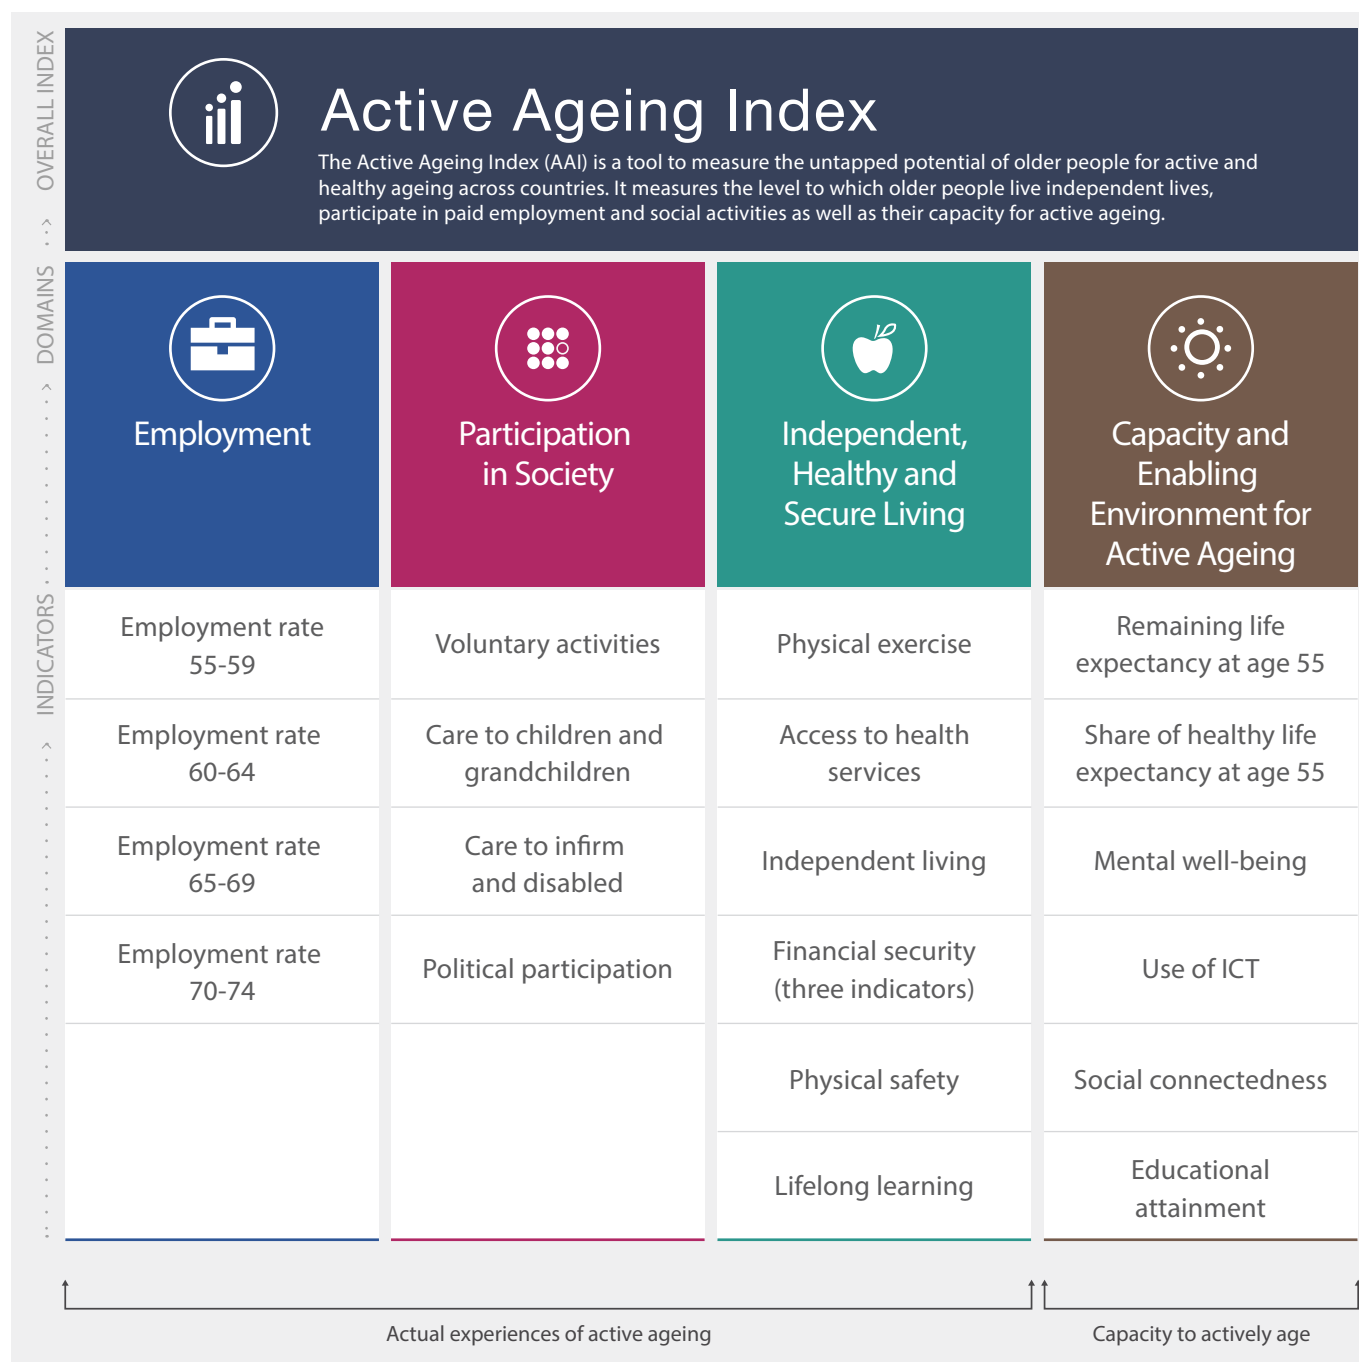 OVERALL INDEX
Active Ageing Index
The Active Ageing Index (AAI) is a tool to measure the untapped potential of older people for active and
healthy ageing across countries. It measures the level to which older people live independent lives,
participate in paid employment and social activities as well as their capacity for active ageing.
DOMAINS
Employment
Participation
in Society
Independent,
Healthy and
Secure Living
Capacity and
Enabling
Environment for
Active Ageing
INDICATORS
Employment rate
55-59
Employment rate
60-64
Employment rate
65-69
Employment rate
70-74
Voluntary activities
Care to children and
grandchildren
Care to infirm
and disabled
Political participation
Physical exercise
Access to health
services
Independent living
Financial security
(three indicators)
Physical safety
Lifelong learning
Remaining life
expectancy at age 55
Share of healthy life
expectancy at age 55
Mental well-being
Use of ICT
Social connectedness
Educational
attainment
Actual experiences of active ageing
Capacity to actively age